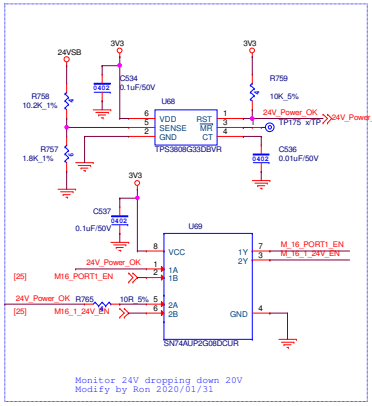 24VSB
3V3
3V3
C534
0402
0.1uF/50V
R758
10.2K_1%
R759
10K_5%
U68
6 VDD RST 1
5 SENSE MR 3
2 GND CT 4
TPS3808G33DBVR
24V_Power_OK
24V_Power_
TP175 x/TP
R757
1.8K_1%
C536
0402
0.01uF/50V
3V3
C537
0402
0.1uF/50V
U69
8 VCC
1Y 7 M_16_PORT1_EN
2Y 3 M_16_1_24V_EN
24V_Power_OK 1 1A
[25] M16_PORT1_EN 2 1B
24V_Power_OK R765 10R_5% 5 2A
[25] M16_1_24V_EN 6 2B
GND 4
SN74AUP2G08DCUR
Monitor 24V dropping down 20V
Modify by Ron 2020/01/31